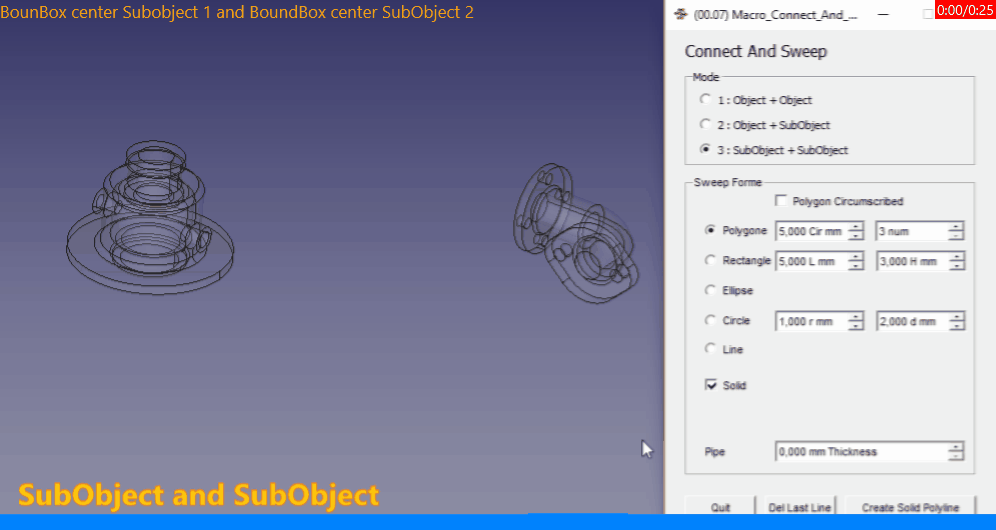 BounBox center Subobject 1 and BoundBox center SubObject 2
(00.07) Macro_Connect_And_...
0:00/0:25
Connect And Sweep
Mode
1 : Object + Object
2 : Object + SubObject
3 : SubObject + SubObject
Sweep Forme
Polygon Circumscribed
Polygone 5,000 Cir mm 3 num
Rectangle 5,000 L mm 3,000 H mm
Ellipse
Circle 1,000 r mm 2,000 d mm
Line
Solid
Pipe 0,000 mm Thickness
SubObject and SubObject
Quit Del Last Line Create Solid Polyline